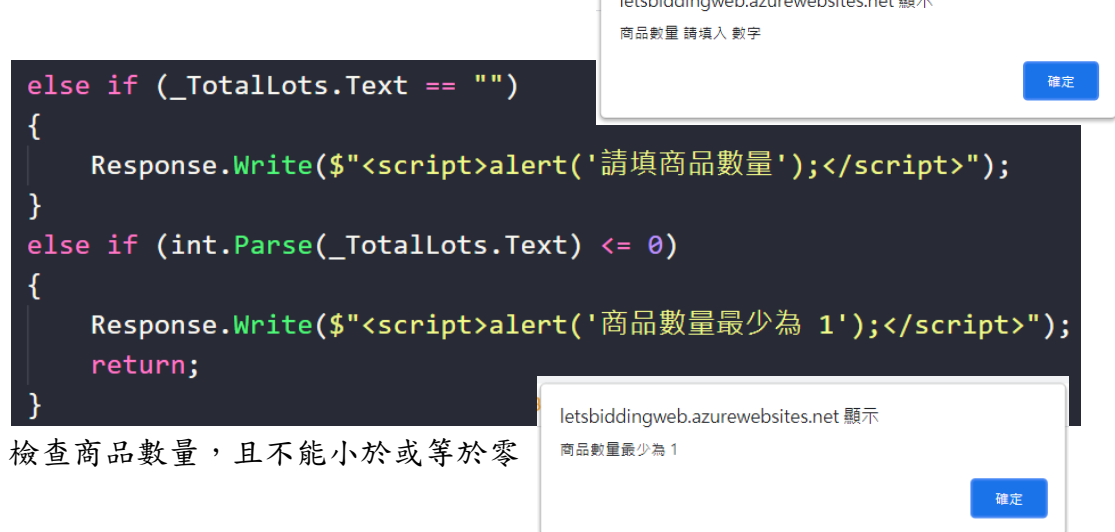 letsbiddingweb.azurewebsites.net 顯示
商品數量 請填入 數字
確定
else if (_TotalLots.Text == "")
{
Response.Write($"<script>alert('請填商品數量');</script>");
}
else if (int.Parse(_TotalLots.Text) <= 0)
{
Response.Write($"<script>alert('商品數量最少為 1');</script>");
return;
}
檢查商品數量，且不能小於或等於零
letsbiddingweb.azurewebsites.net 顯示
商品數量最少為 1
確定